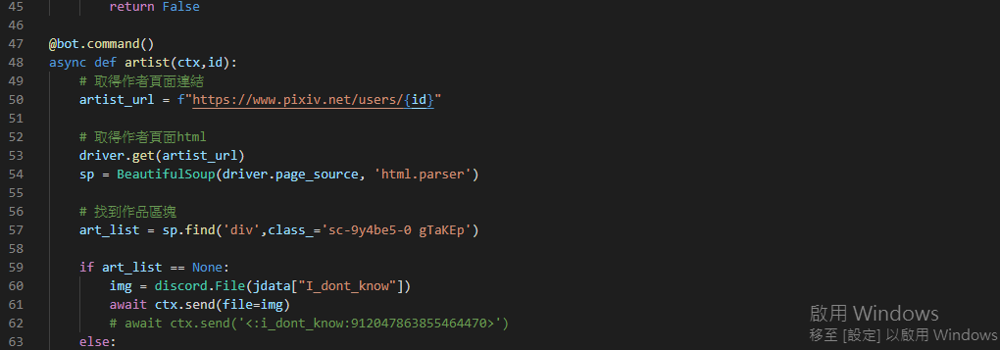 45 return False
46
47 @bot.command()
48 async def artist(ctx,id):
49 # 取得作者頁面連結
50 artist_url = f"https://www.pixiv.net/users/{id}"
51
52 # 取得作者頁面html
53 driver.get(artist_url)
54 sp = BeautifulSoup(driver.page_source, 'html.parser')
55
56 # 找到作品區塊
57 art_list = sp.find('div',class_='sc-9y4be5-0 gTaKEp')
58
59 if art_list == None:
60 img = discord.File(jdata["I_dont_know"])
61 await ctx.send(file=img)
62 # await ctx.send('<:i_dont_know:912047863855464470>')
63 else:
啟用 Windows
移至 [設定] 以啟用 Windows